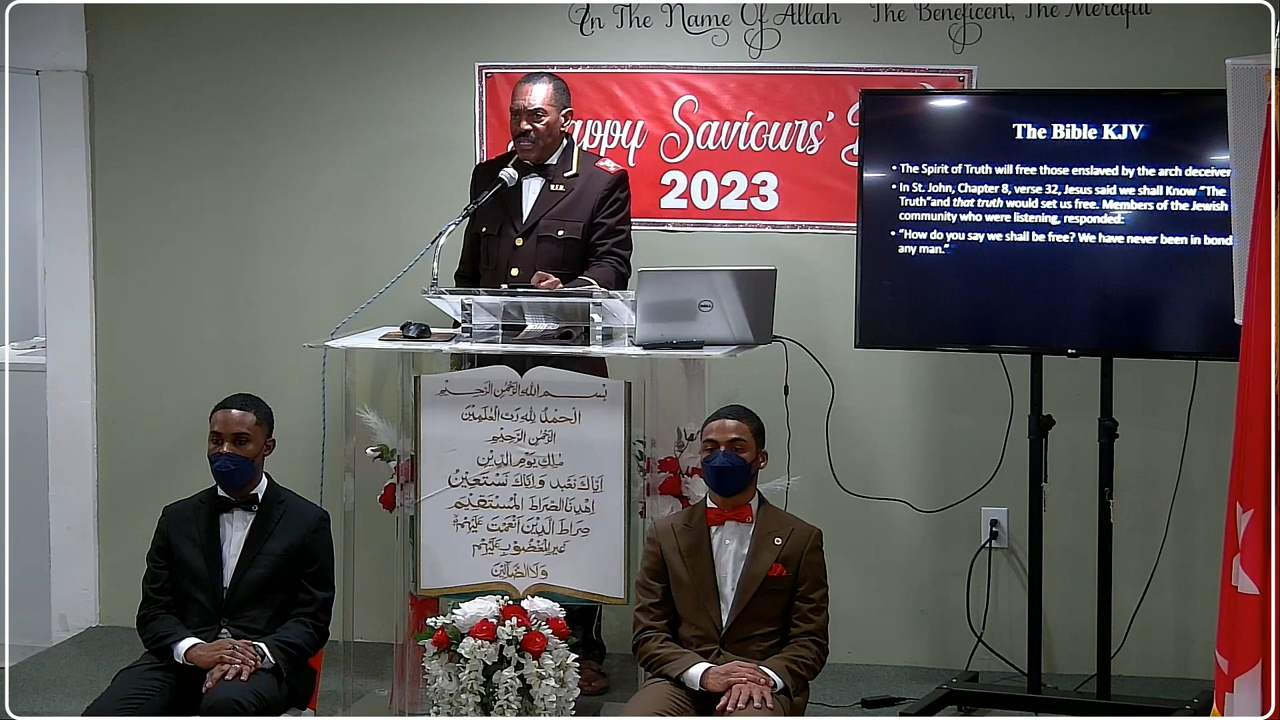 In The Name Of Allah The Beneficent, The Merciful
Happy Saviours' D
2023
The Bible KJV
• The Spirit of Truth will free those enslaved by the arch deceiver
• In St. John, Chapter 8, verse 32, Jesus said we shall Know "The
Truth"and that truth would set us free. Members of the Jewish
community who were listening, responded:
• "How do you say we shall be free? We have never been in bond
any man."
DELL
بسم الله الرحمن الرحيم
الحمد لله رب العلمين
الرحمن الرحيم
ملك يوم الدين
اياك نعبد و اياك نستعين
اهدنا الصراط المستقيم
صراط الذين انعمت عليهم
غير المغضوب عليهم
ولا الضالين